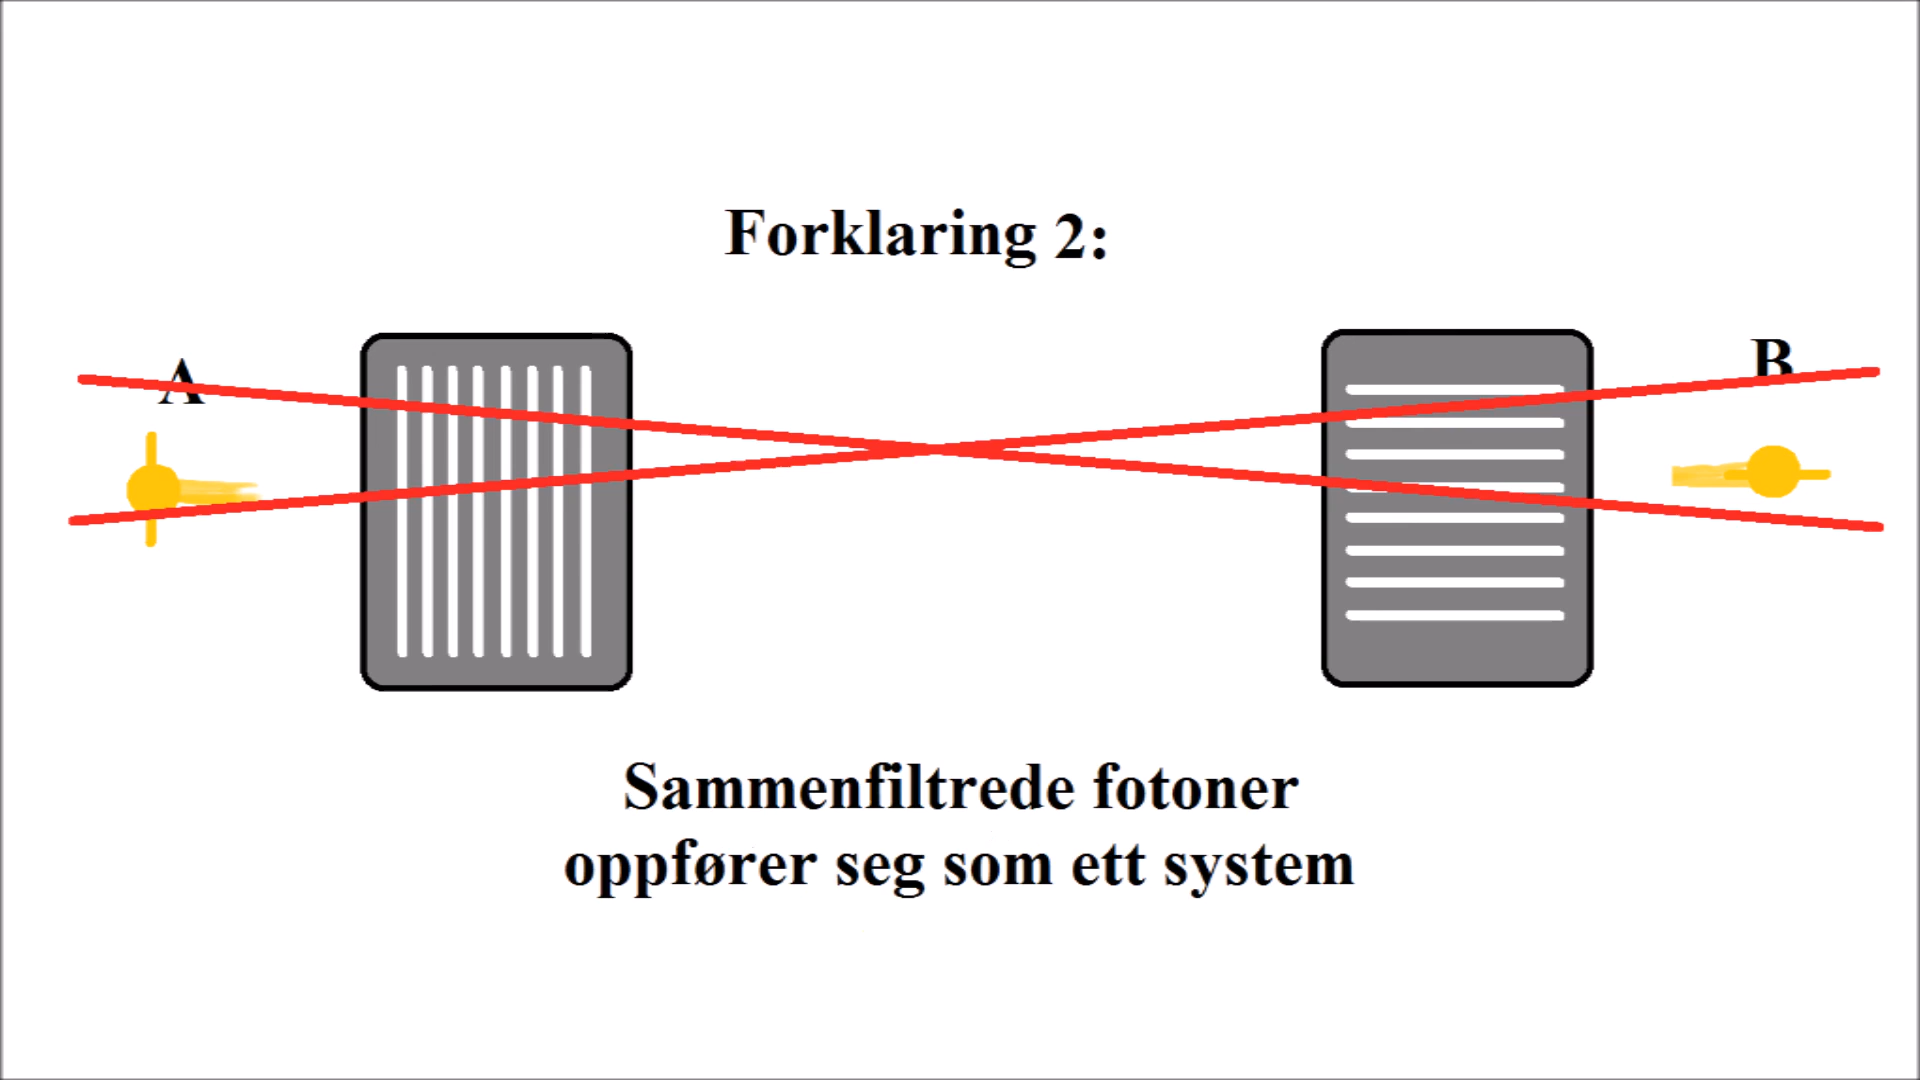 Forklaring 2:
A
B
Sammenfiltrede fotoner
oppfører seg som ett system